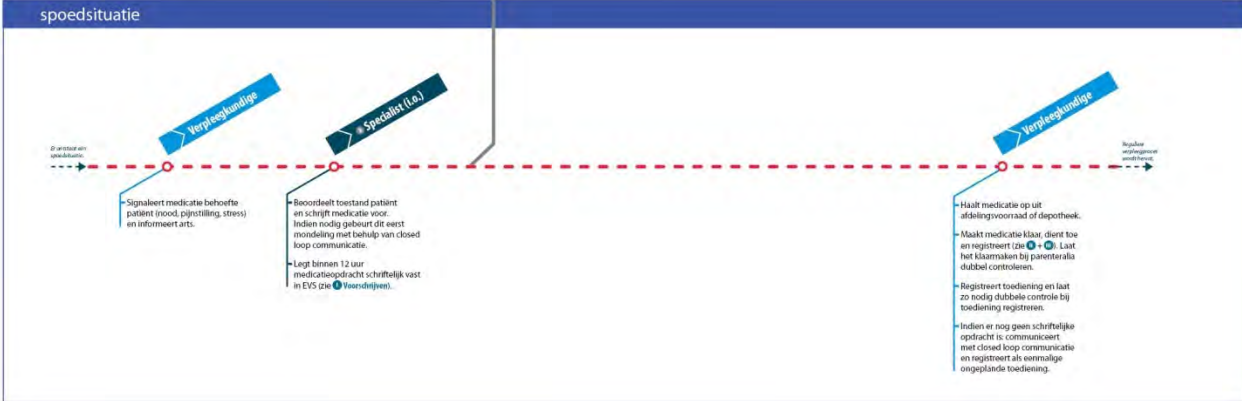 spoedsituatie
Er ontstaat een
spoedsituatie.
Verpleegkundige
Signaleert medicatie behoefte
patiënt (nood, pijnstilling, stress)
en informeert arts.
Specialist (i.o.)
Beoordeelt toestand patiënt
en schrijft medicatie voor.
Indien nodig gebeurt dit eerst
mondeling met behulp van closed
loop communicatie.
Legt binnen 12 uur
medicatieopdracht schriftelijk vast
in EVS (zie Voorschrijven).
Verpleegkundige
Haalt medicatie op uit
afdelingsvoorraad of depotheek.
Maakt medicatie klaar, dient toe
en registreert (zie + ). Laat
het klaarmaken bij parenteralia
dubbel controleren.
Registreert toediening en laat
zo nodig dubbele controle bij
toediening registreren.
Indien er nog geen schriftelijke
opdracht is: communiceert
met closed loop communicatie
en registreert als eenmalige
ongeplande toediening.
Reguliere
verpleegproces
wordt hervat.